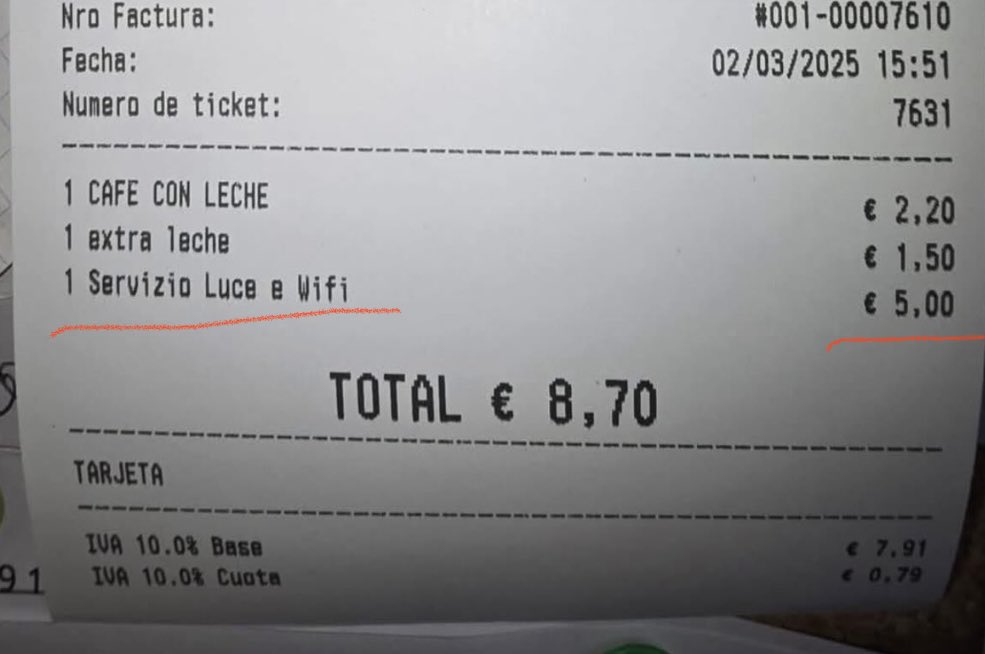 Nro Factura: #001-00007610
Fecha: 02/03/2025 15:51
Numero de ticket: 7631
1 CAFE CON LECHE € 2,20
1 extra leche € 1,50
1 Servizio Luce e Wifi € 5,00
TOTAL € 8,70
TARJETA
IVA 10.0% Base € 7.91
IVA 10.0% Cuota € 0.79
91